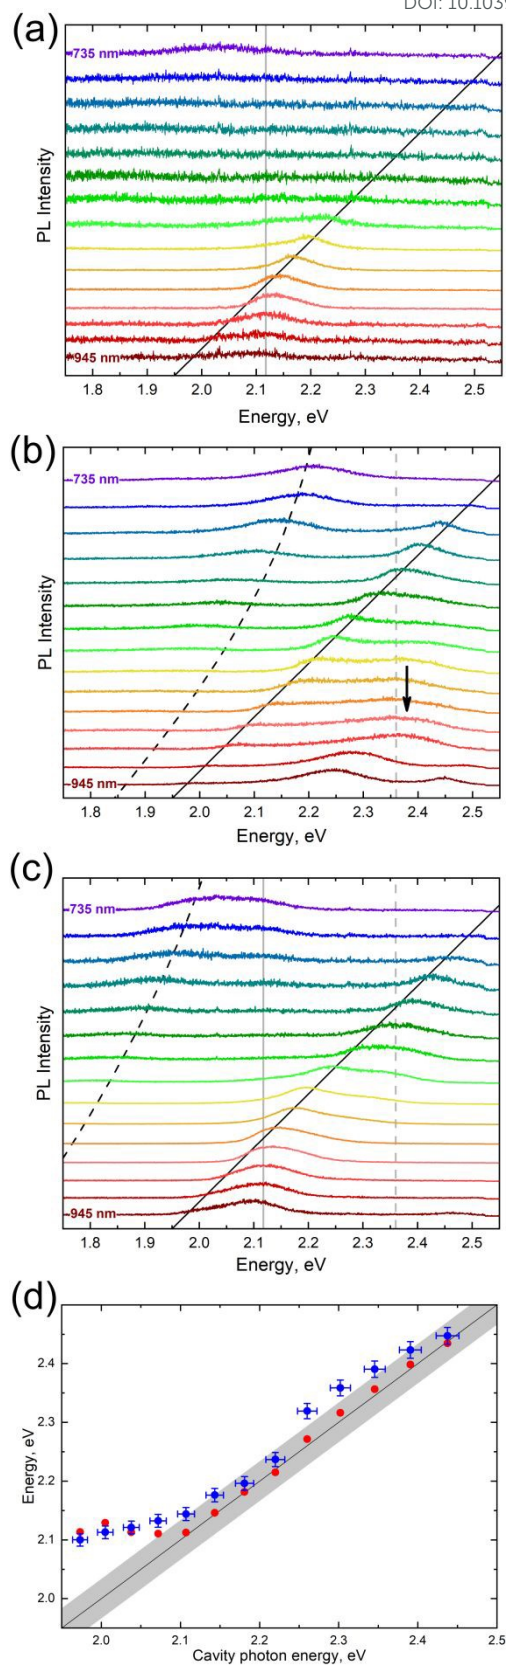 DOI: 10.1039
(a)
735 nm
945 nm
PL Intensity
1.8 1.9 2.0 2.1 2.2 2.3 2.4 2.5
Energy, eV
(b)
735 nm
945 nm
PL Intensity
1.8 1.9 2.0 2.1 2.2 2.3 2.4 2.5
Energy, eV
(c)
735 nm
945 nm
PL Intensity
1.8 1.9 2.0 2.1 2.2 2.3 2.4 2.5
Energy, eV
(d)
2.4
2.3
2.2
2.1
2.0
Energy, eV
2.0 2.1 2.2 2.3 2.4 2.5
Cavity photon energy, eV